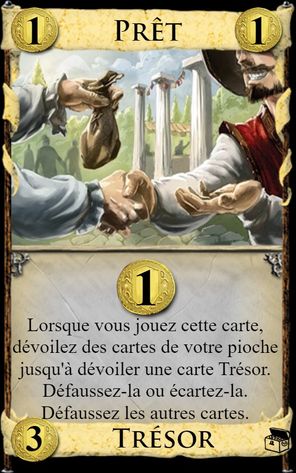 1 PRÊT 1
1
Lorsque vous jouez cette carte,
dévoilez des cartes de votre pioche
jusqu'à dévoiler une carte Trésor.
Défaussez-la ou écartez-la.
Défaussez les autres cartes.
3 TRÉSOR